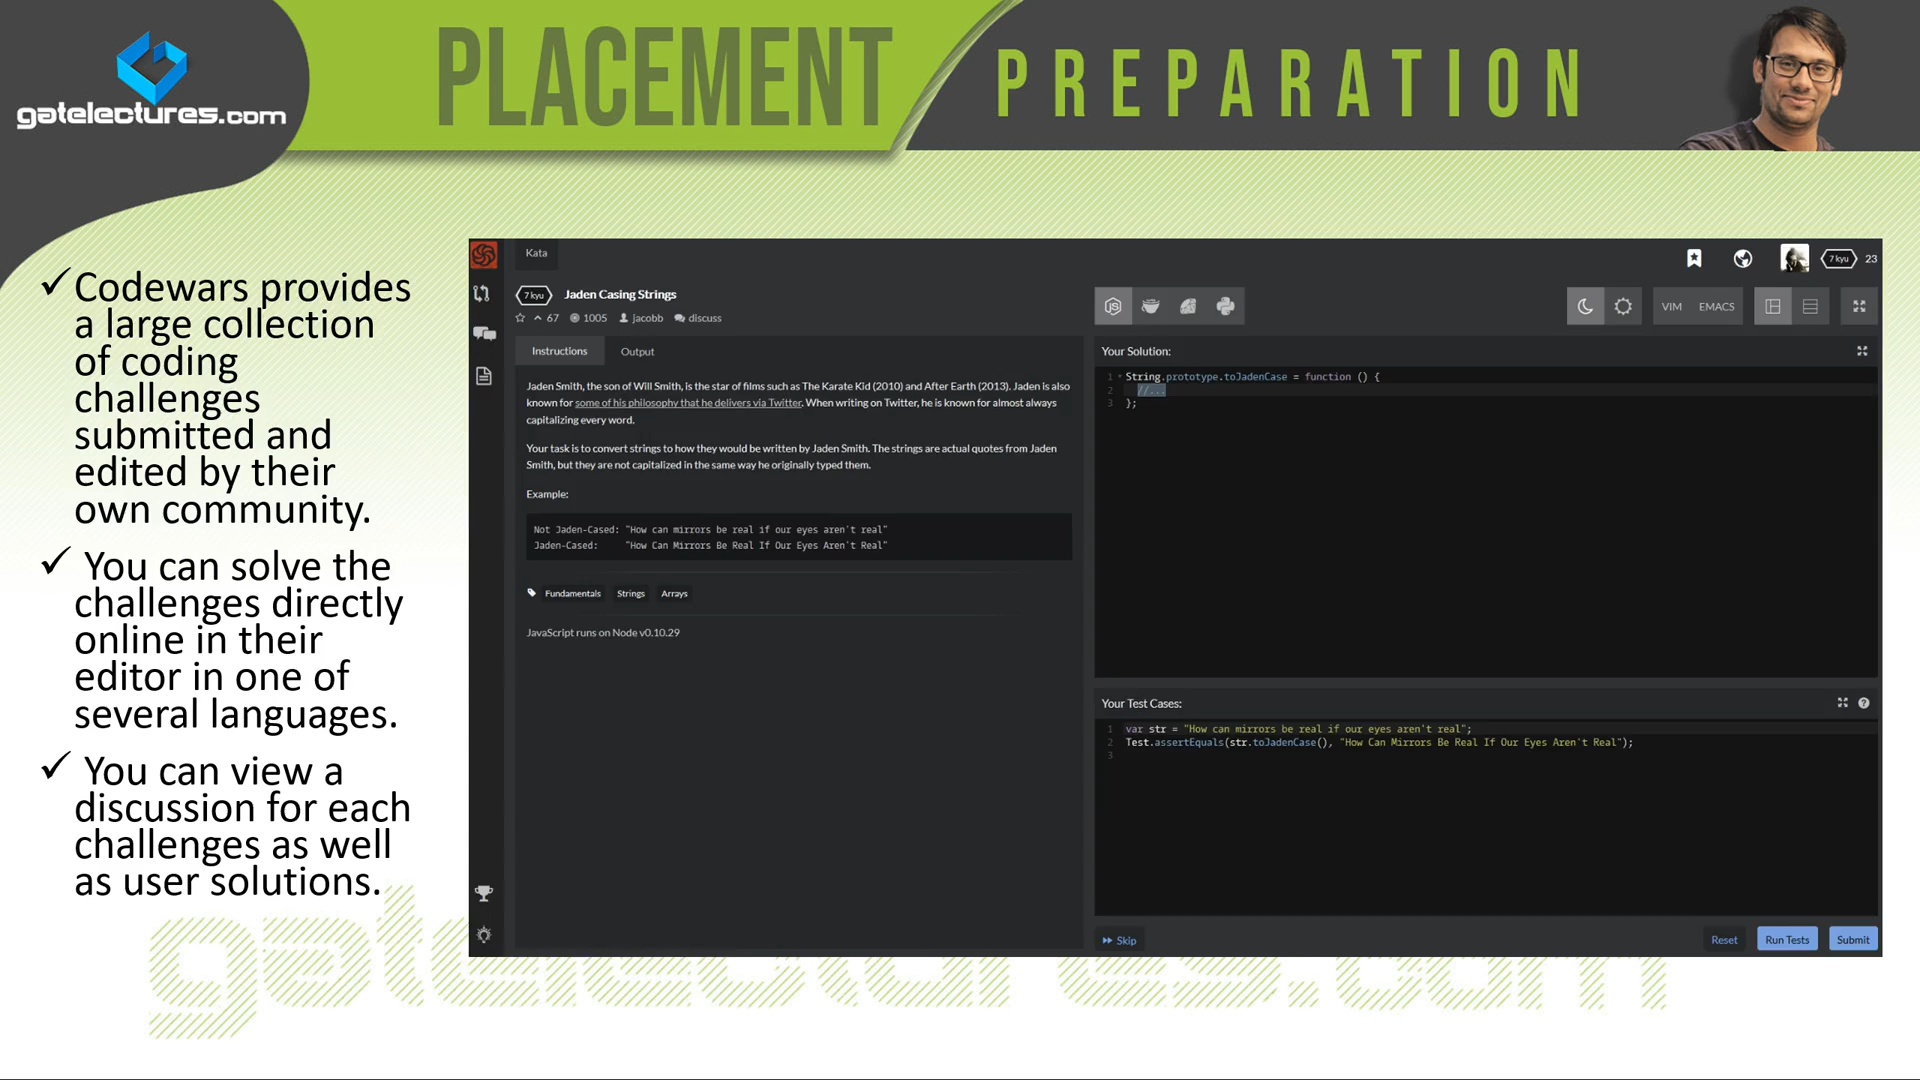 gatelectures.com
PLACEMENT
PREPARATION
Codewars provides
a large collection
of coding
challenges
submitted and
edited by their
own community.
You can solve the
challenges directly
online in their
editor in one of
several languages.
You can view a
discussion for each
challenges as well
as user solutions.
Kata
7 kyu 23
7 kyu Jaden Casing Strings
67 1005 jacobb discuss
VIM EMACS
Instructions Output
Jaden Smith, the son of Will Smith, is the star of films such as The Karate Kid (2010) and After Earth (2013). Jaden is also
known for some of his philosophy that he delivers via Twitter. When writing on Twitter, he is known for almost always
capitalizing every word.
Your task is to convert strings to how they would be written by Jaden Smith. The strings are actual quotes from Jaden
Smith, but they are not capitalized in the same way he originally typed them.
Example:
Not Jaden-Cased: "How can mirrors be real if our eyes aren't real"
Jaden-Cased: "How Can Mirrors Be Real If Our Eyes Aren't Real"
Fundamentals Strings Arrays
JavaScript runs on Node v0.10.29
Your Solution:
1 String.prototype.toJadenCase = function () {
2 //...
3 };
Your Test Cases:
1 var str = "How can mirrors be real if our eyes aren't real";
2 Test.assertEquals(str.toJadenCase(), "How Can Mirrors Be Real If Our Eyes Aren't Real");
3
Skip
Reset Run Tests Submit
gatelectures.com